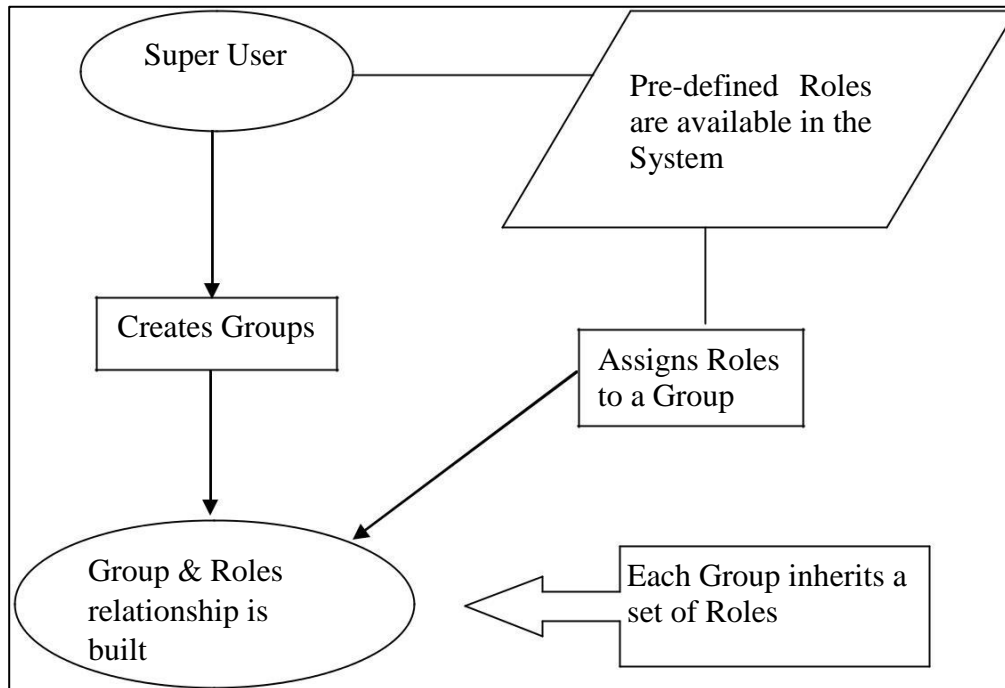 Super User
Pre-defined Roles
are available in the
System
Creates Groups
Assigns Roles
to a Group
Group & Roles
relationship is
built
Each Group inherits a
set of Roles